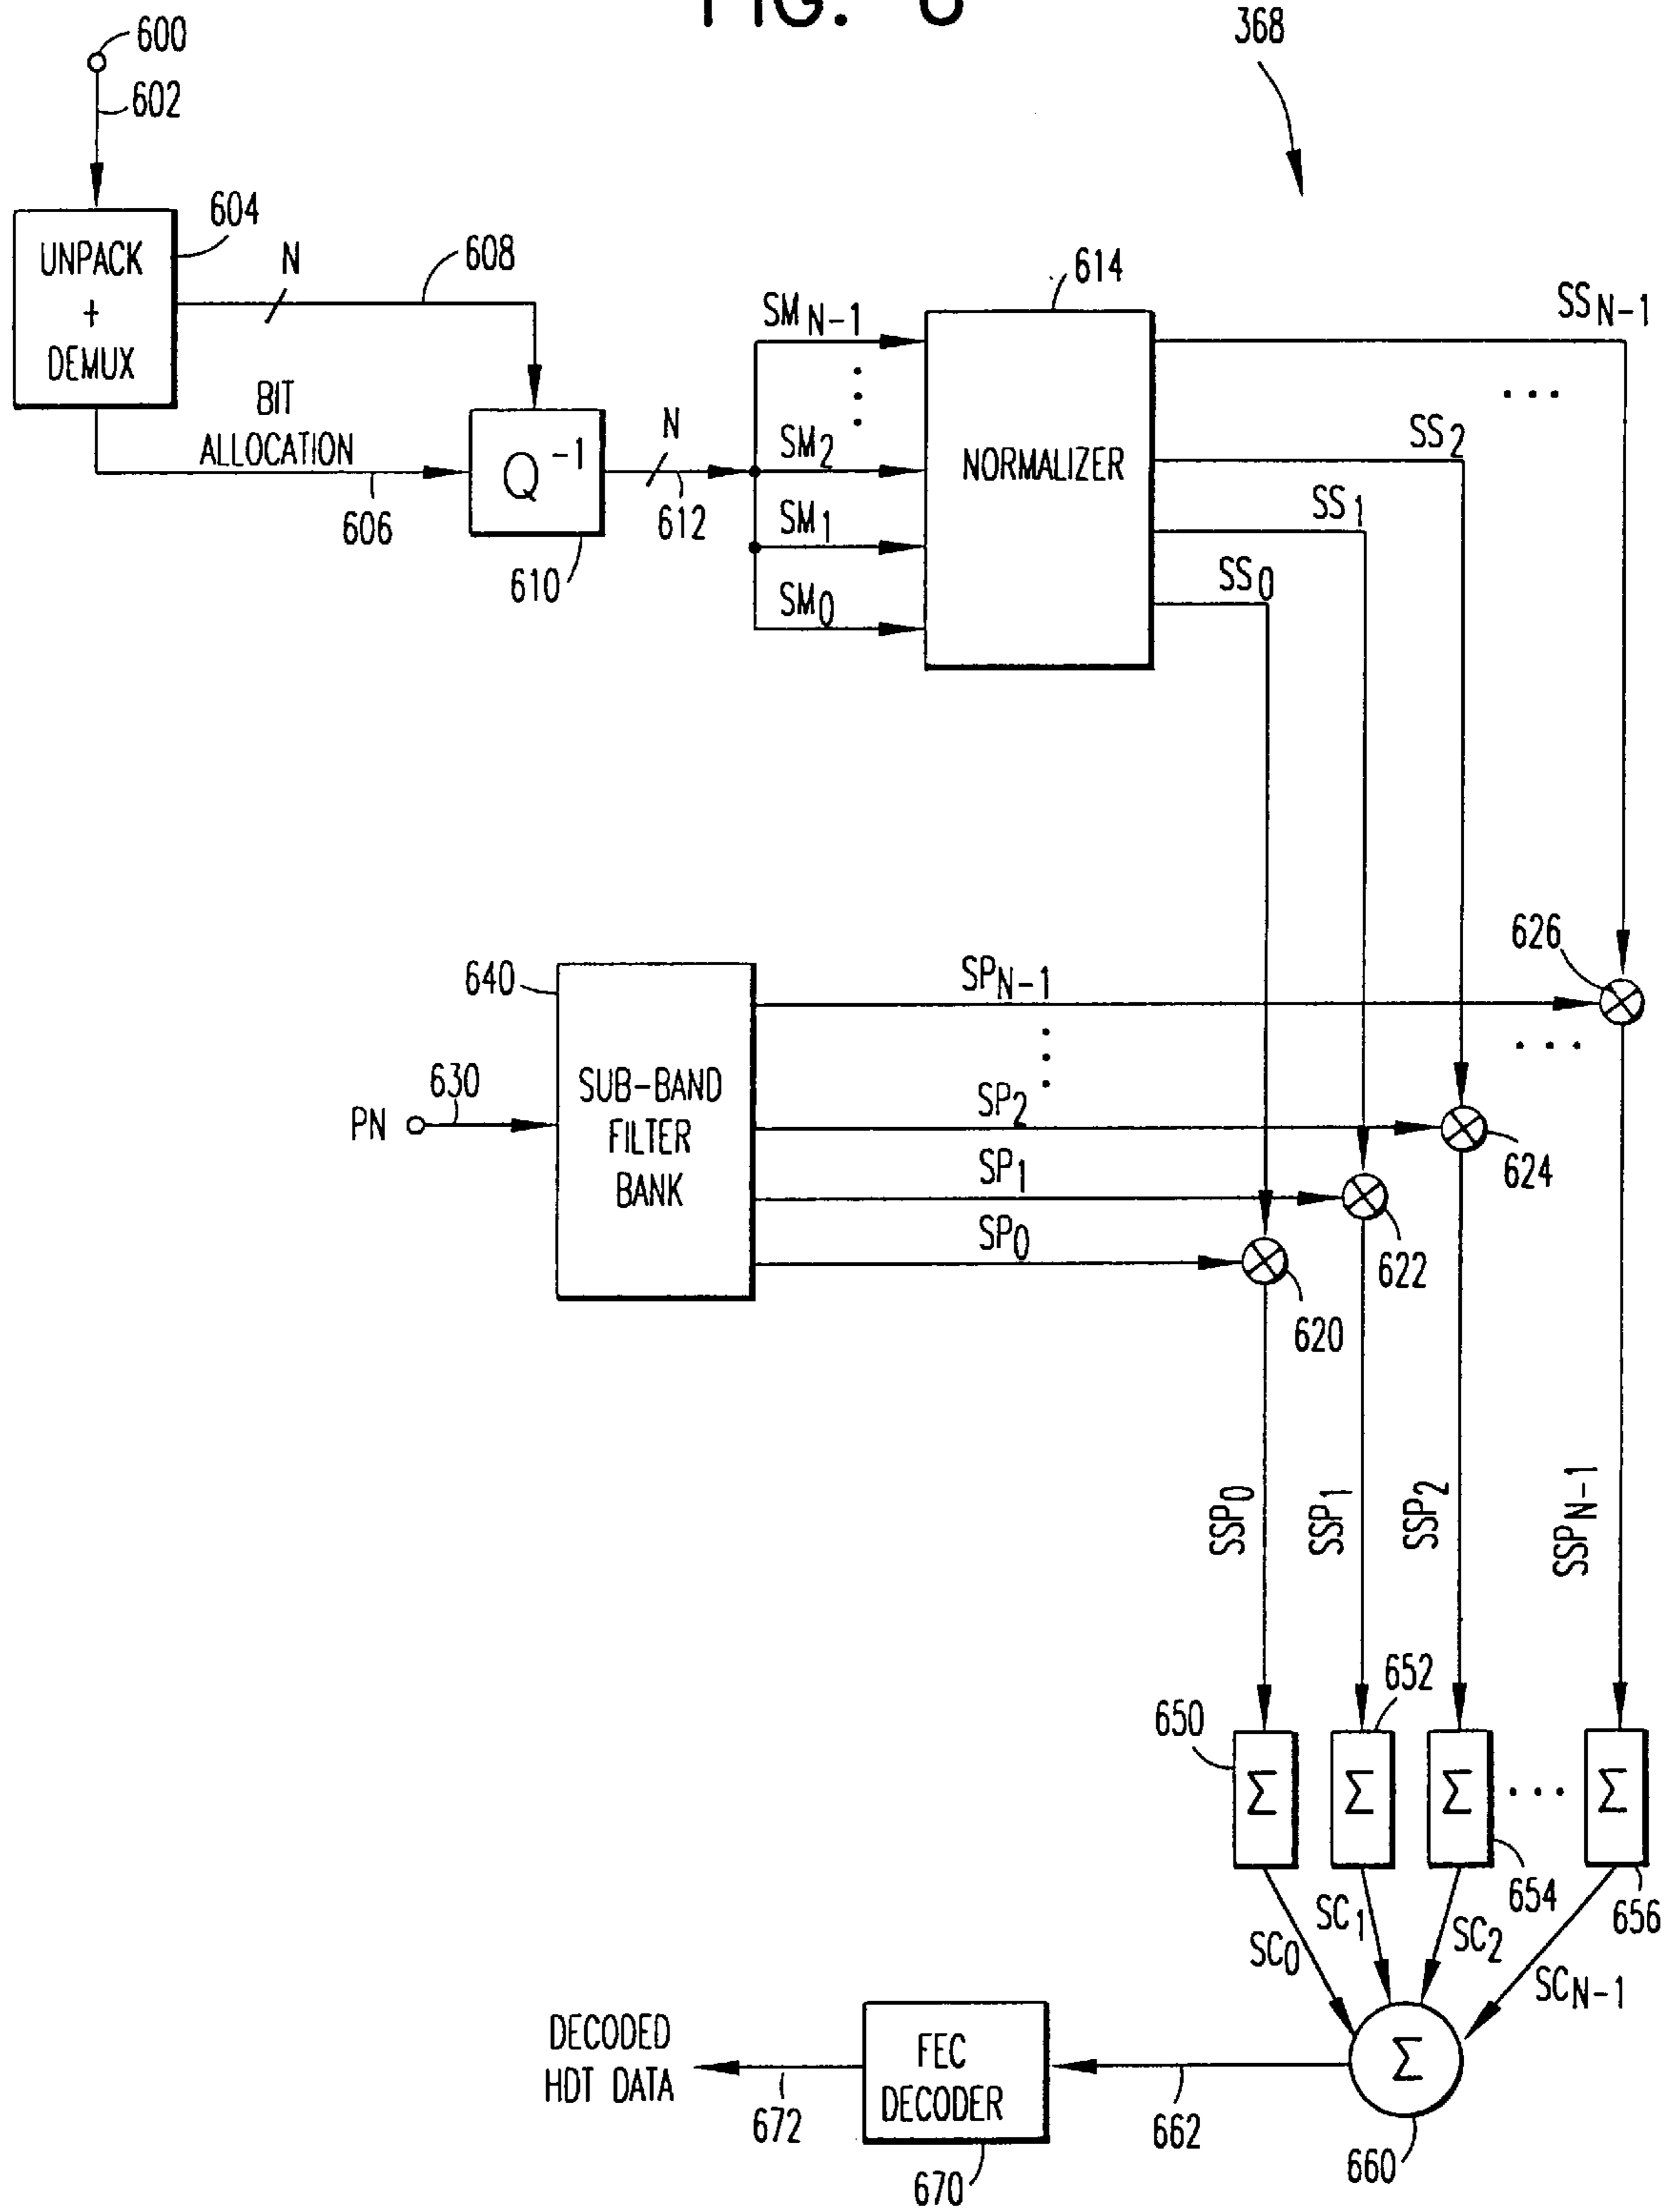 FIG. 6
368
600
602
604
UNPACK
+
DEMUX
N
608
BIT
ALLOCATION
606
Q⁻¹
610
N
612
SM N-1
SM2
SM1
SM0
614
NORMALIZER
SS N-1
SS2
SS1
SS0
626
640
SUB-BAND
FILTER
BANK
PN
630
SPN-1
SP2
SP1
SP0
624
622
620
SSP0
SSP1
SSP2
SSPN-1
650
652
Σ
Σ
Σ
Σ
654
656
SC0
SC1
SC2
SCN-1
Σ
660
662
FEC
DECODER
670
672
DECODED
HDT DATA